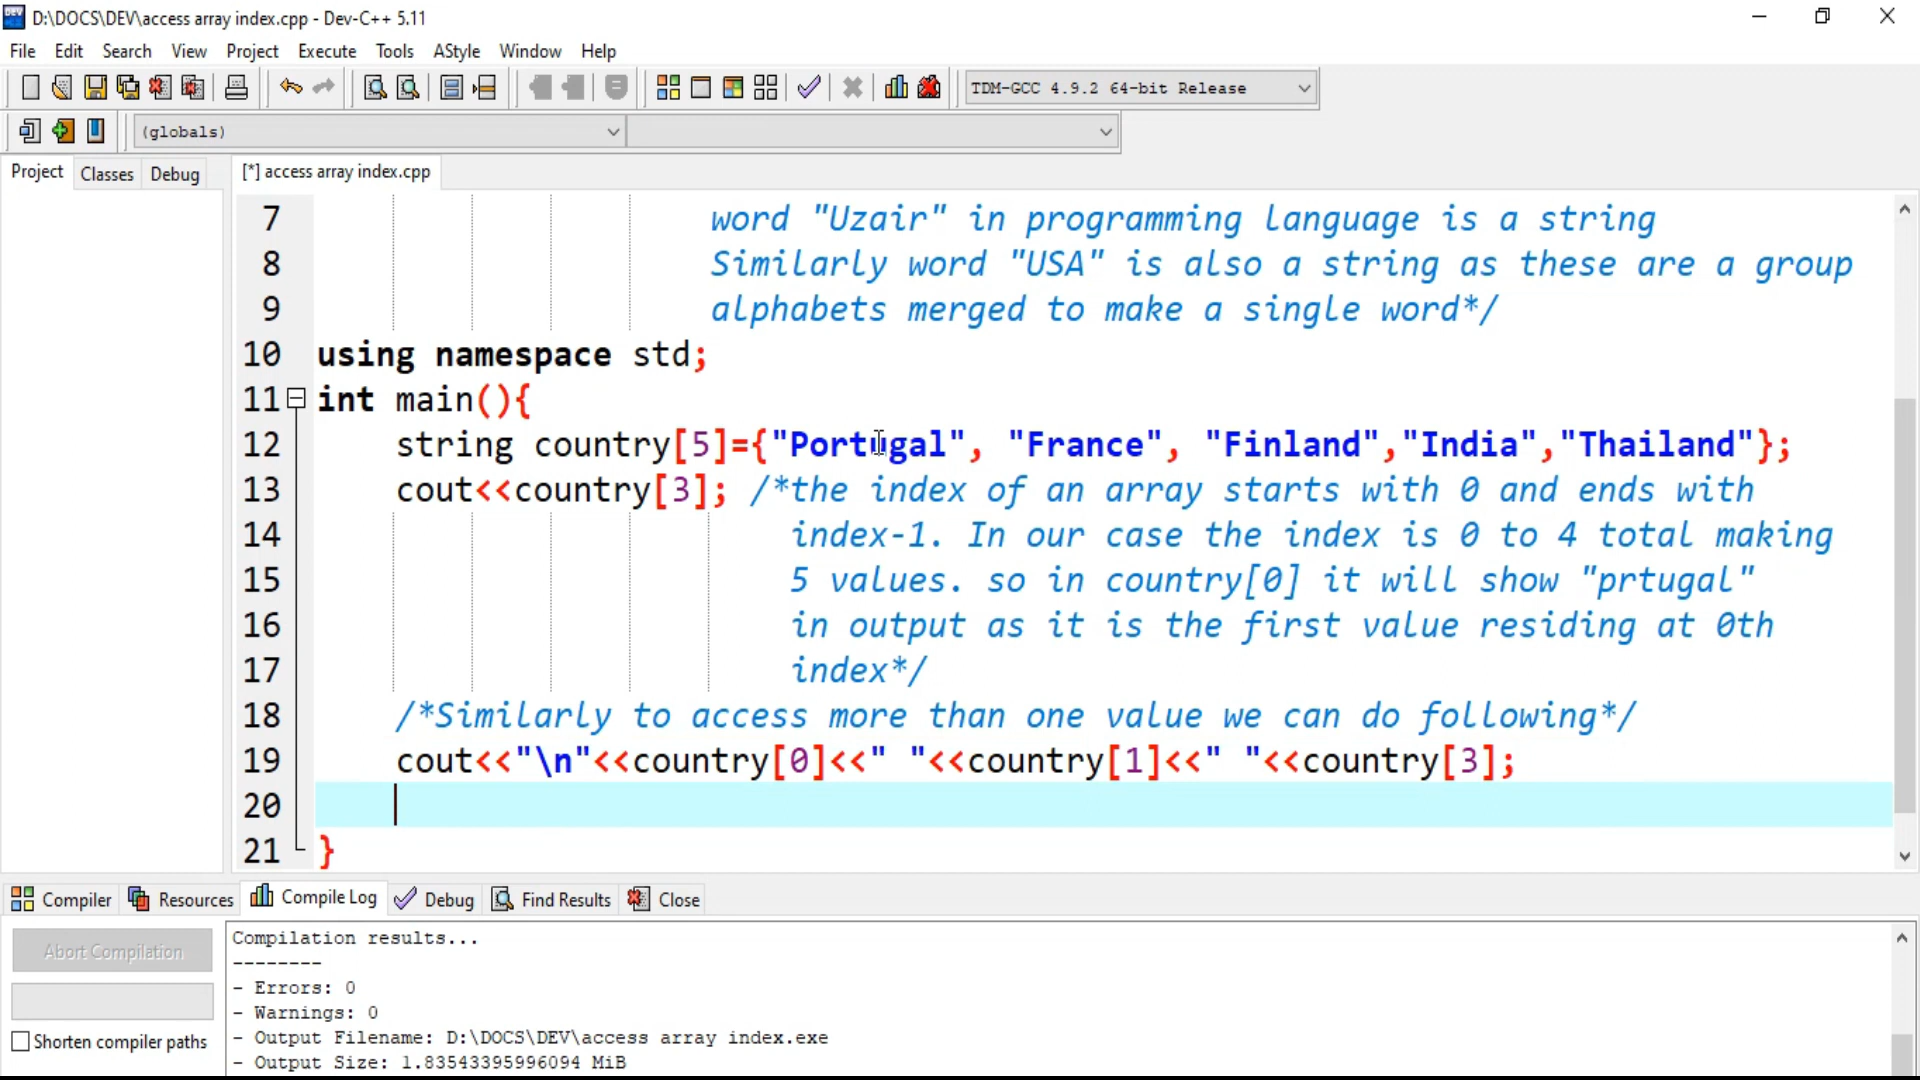 D:\DOCS\DEV\access array index.cpp - Dev-C++ 5.11
File Edit Search View Project Execute Tools AStyle Window Help
TDM-GCC 4.9.2 64-bit Release
(globals)
Project Classes Debug [*] access array index.cpp
7 word "Uzair" in programming language is a string
8 Similarly word "USA" is also a string as these are a group
9 alphabets merged to make a single word*/
10 using namespace std;
11 int main(){
12 string country[5]={"Portugal", "France", "Finland","India","Thailand"};
13 cout<<country[3]; /*the index of an array starts with 0 and ends with
14 index-1. In our case the index is 0 to 4 total making
15 5 values. so in country[0] it will show "prtugal"
16 in output as it is the first value residing at 0th
17 index*/
18 /*Similarly to access more than one value we can do following*/
19 cout<<"\n"<<country[0]<<" "<<country[1]<<" "<<country[3];
20
21 }
Compiler Resources Compile Log Debug Find Results Close
Abort Compilation
Shorten compiler paths
Compilation results...
--------
- Errors: 0
- Warnings: 0
- Output Filename: D:\DOCS\DEV\access array index.exe
- Output Size: 1.83543395996094 MiB